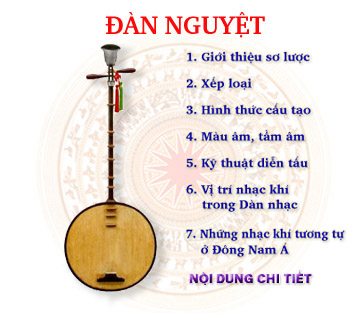 ĐÀN NGUYỆT
1. Giới thiệu sơ lược
2. Xếp loại
3. Hình thức cấu tạo
4. Màu âm, tầm âm
5. Kỹ thuật diễn tấu
6. Vị trí nhạc khí
trong Dàn nhạc
7. Những nhạc khí tương tự
ở Đông Nam Á
NỘI DUNG CHI TIẾT